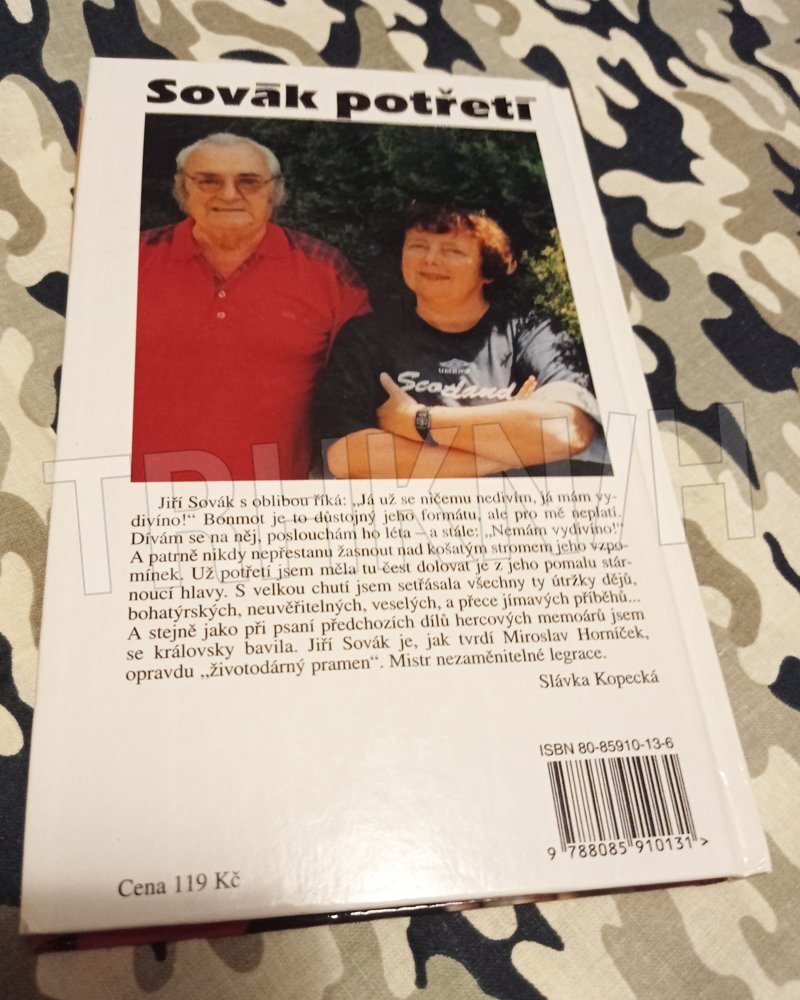 Sovák potřetí
UMBRO
Scotland
Jiří Sovák s oblibou říká: „Já už se ničemu nedivím, já mám vy-
divíno!“ Bonmot je to důstojný jeho formátu, ale pro mé neplatí.
Dívám se na něj, poslouchám ho léta – a stále: „Nemám vydivíno!“
A patrně nikdy nepřestanu žasnout nad košatým stromem jeho vzpo-
mínek. Už potřetí jsem měla tu čest dolovat je z jeho pomalu stár-
noucí hlavy. S velkou chutí jsem setřásala všechny ty útržky dějů,
bohatýrských, neuvěřitelných, veselých, a přece jímavých příběhů...
A stejně jako při psaní předchozích dílů hercových memoárů jsem
se královsky bavila. Jiří Sovák je, jak tvrdí Miroslav Horníček,
opravdu „životodárný pramen“. Mistr nezaměnitelné legrace.
Slávka Kopecká
ISBN 80-85910-13-6
9 788085 910131 >
Cena 119 Kč
TRHKNIH